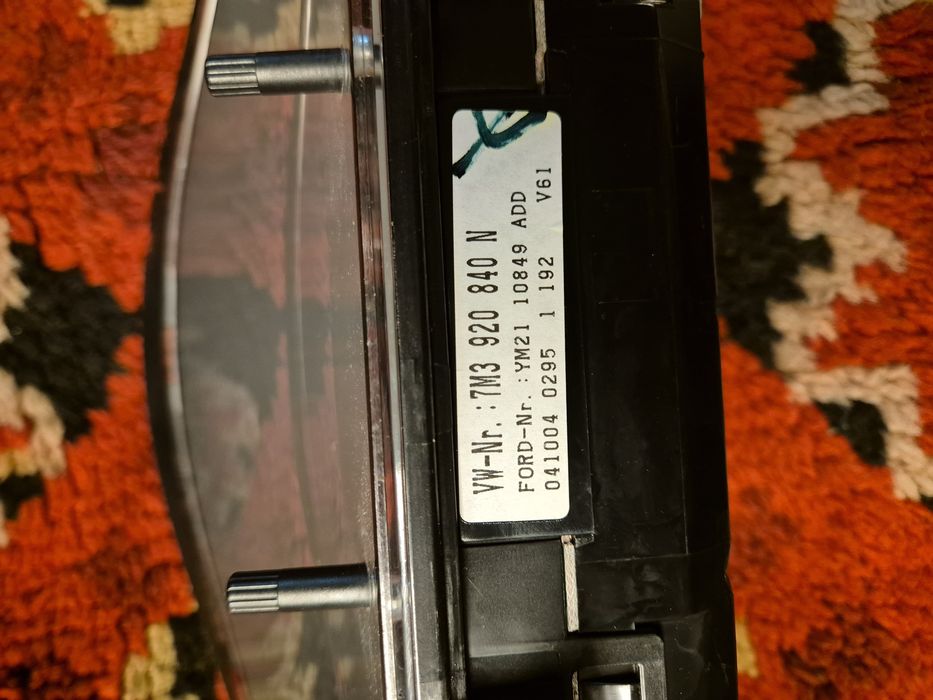 VW-Nr.:7M3 920 840 N
FORD-Nr.:YM21 10849 ADD
041004 0295 1 192 V61